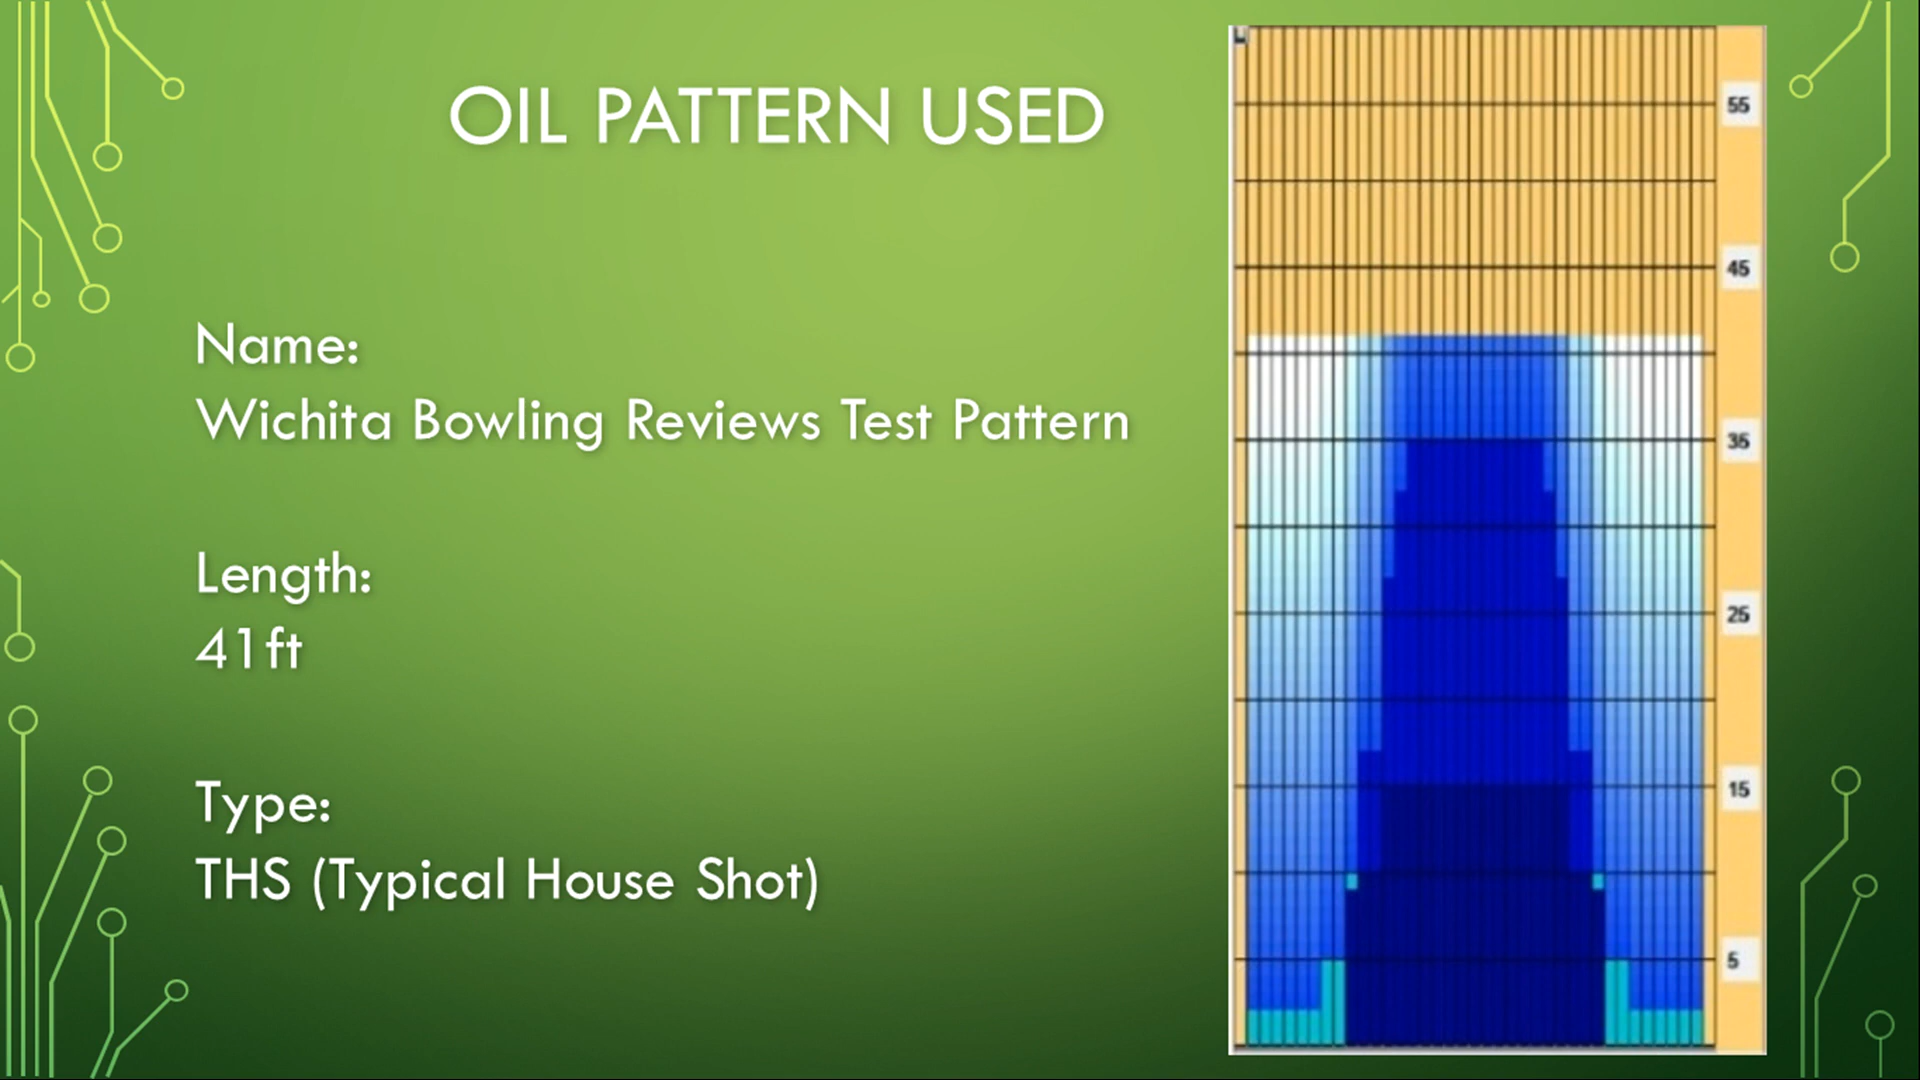 OIL PATTERN USED
Name:
Wichita Bowling Reviews Test Pattern
Length:
41ft
Type:
THS (Typical House Shot)
55
45
35
25
15
5